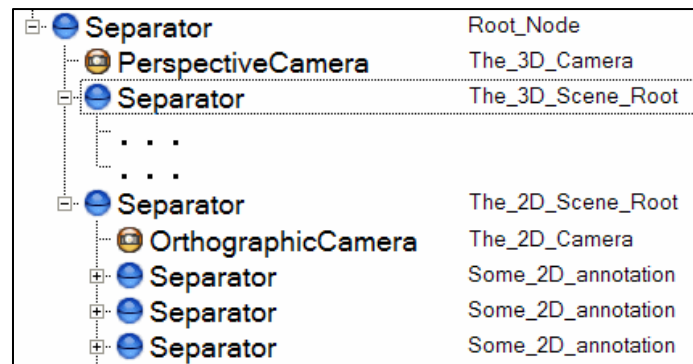 Separator Root_Node
PerspectiveCamera The_3D_Camera
Separator The_3D_Scene_Root
. . .
. . .
Separator The_2D_Scene_Root
OrthographicCamera The_2D_Camera
Separator Some_2D_annotation
Separator Some_2D_annotation
Separator Some_2D_annotation